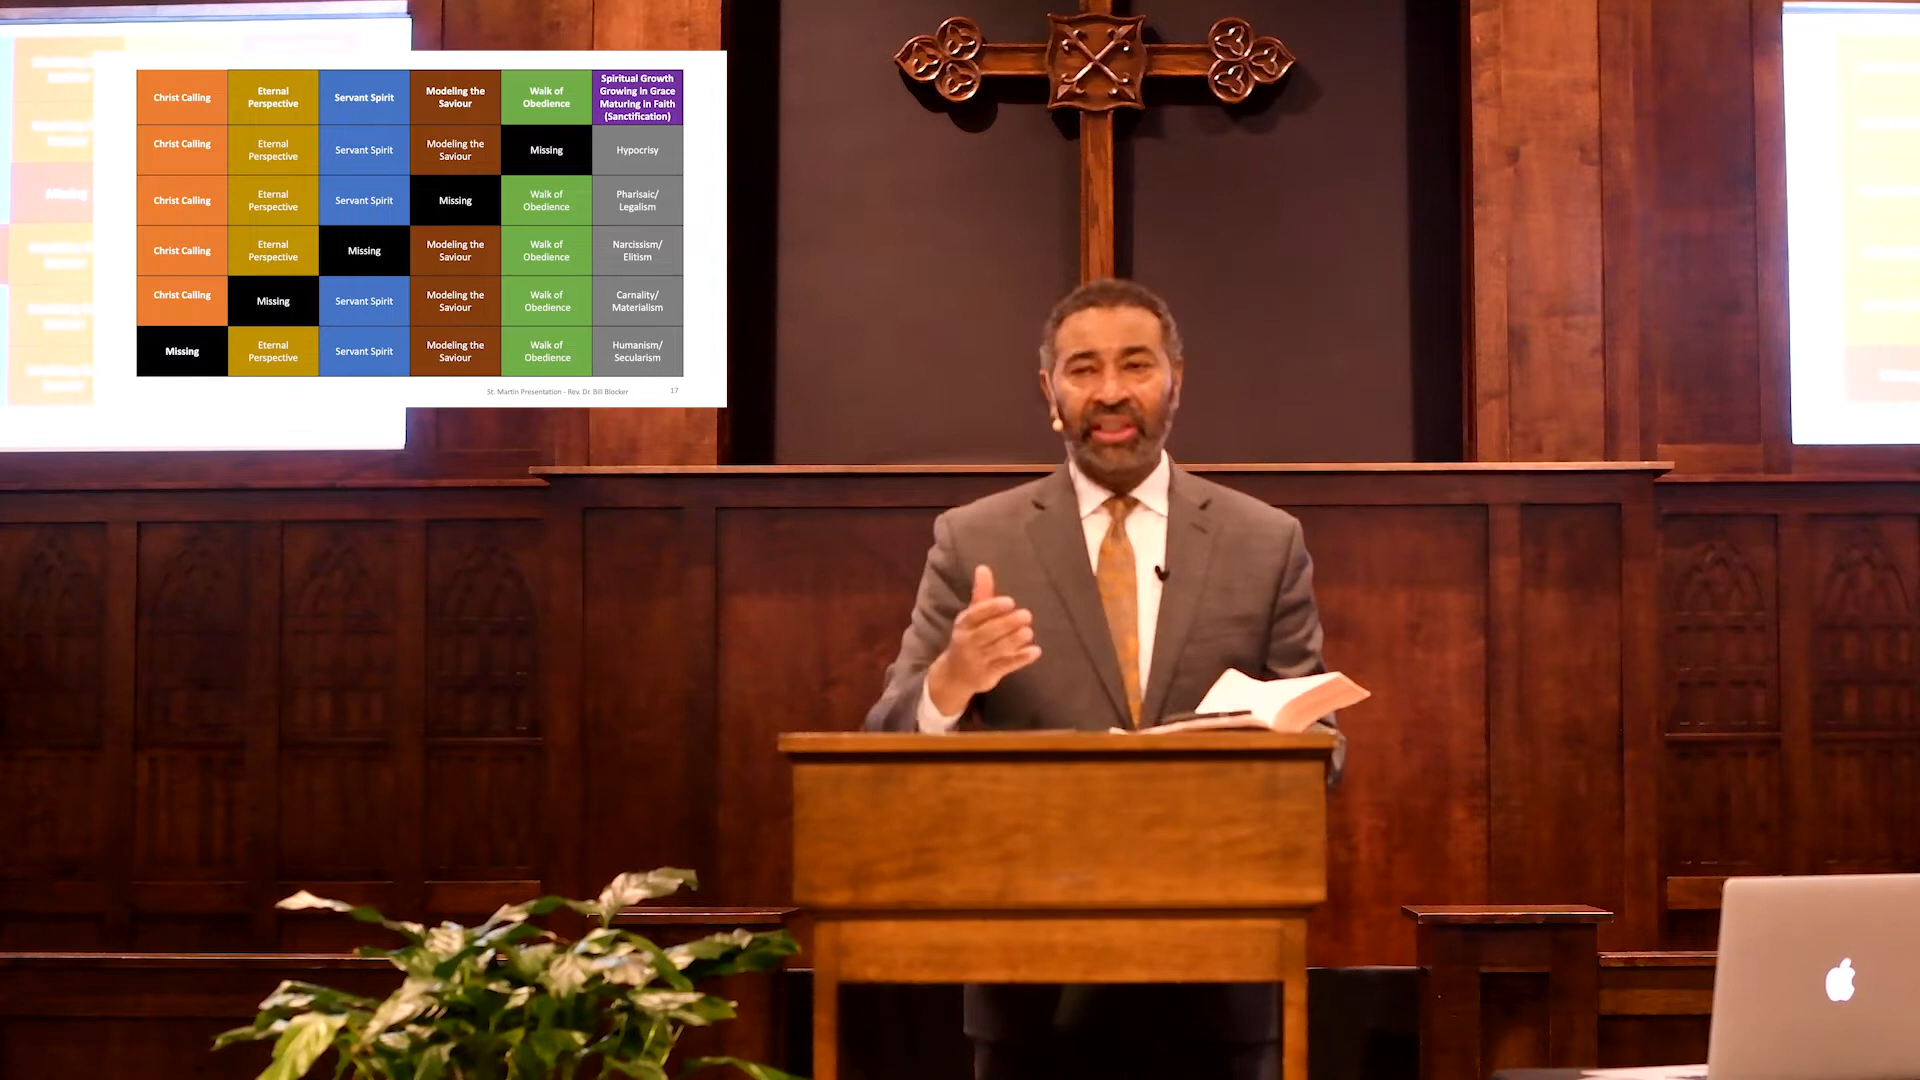 Christ Calling
Eternal
Perspective
Servant Spirit
Modeling the
Saviour
Walk of
Obedience
Spiritual Growth
Growing in Grace
Maturing in Faith
(Sanctification)
Christ Calling
Eternal
Perspective
Servant Spirit
Modeling the
Saviour
Missing
Hypocrisy
Christ Calling
Eternal
Perspective
Servant Spirit
Missing
Walk of
Obedience
Pharisaic/
Legalism
Christ Calling
Eternal
Perspective
Missing
Modeling the
Saviour
Walk of
Obedience
Narcissism/
Elitism
Christ Calling
Missing
Servant Spirit
Modeling the
Saviour
Walk of
Obedience
Carnality/
Materialism
Missing
Eternal
Perspective
Servant Spirit
Modeling the
Saviour
Walk of
Obedience
Humanism/
Secularism
St. Martin Presentation - Rev. Dr. Bill Blocker
17